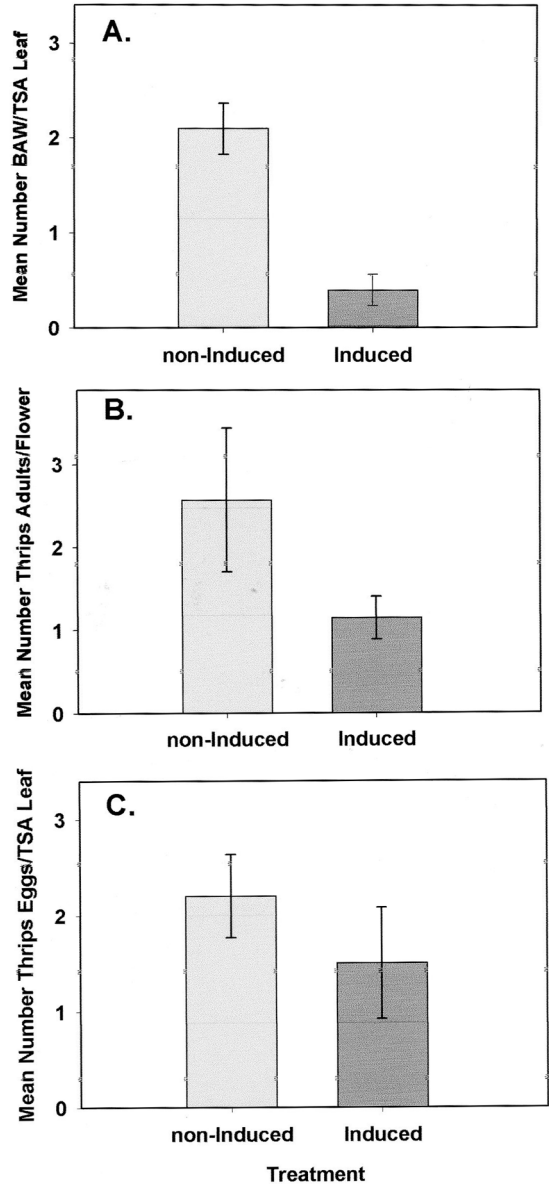 A.
Mean Number BAW/TSA Leaf
3
2
1
0
non-Induced Induced
B.
Mean Number Thrips Adults/Flower
3
2
1
0
non-Induced Induced
C.
Mean Number Thrips Eggs/TSA Leaf
3
2
1
0
non-Induced Induced
Treatment